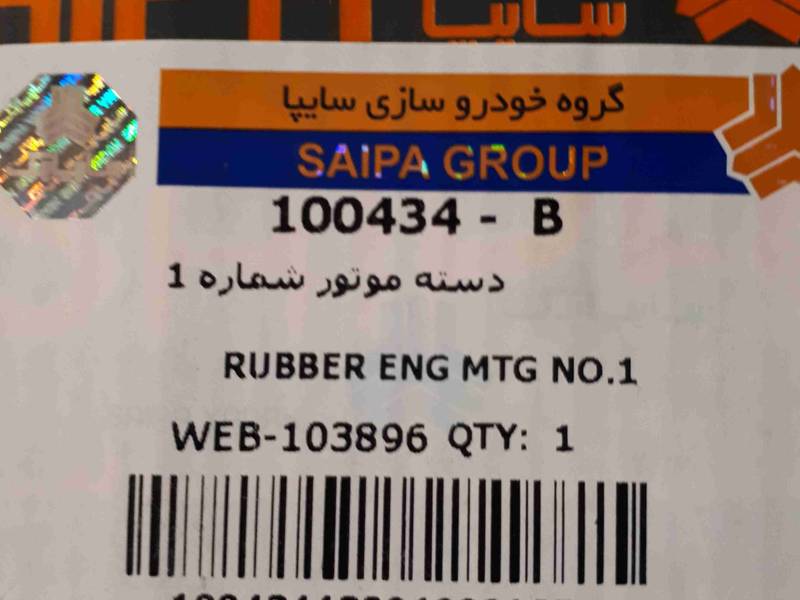 سایپا
گروه خودرو سازی سایپا
SAIPA GROUP
100434 - B
دسته موتور شماره 1
RUBBER ENG MTG NO.1
WEB-103896 QTY: 1